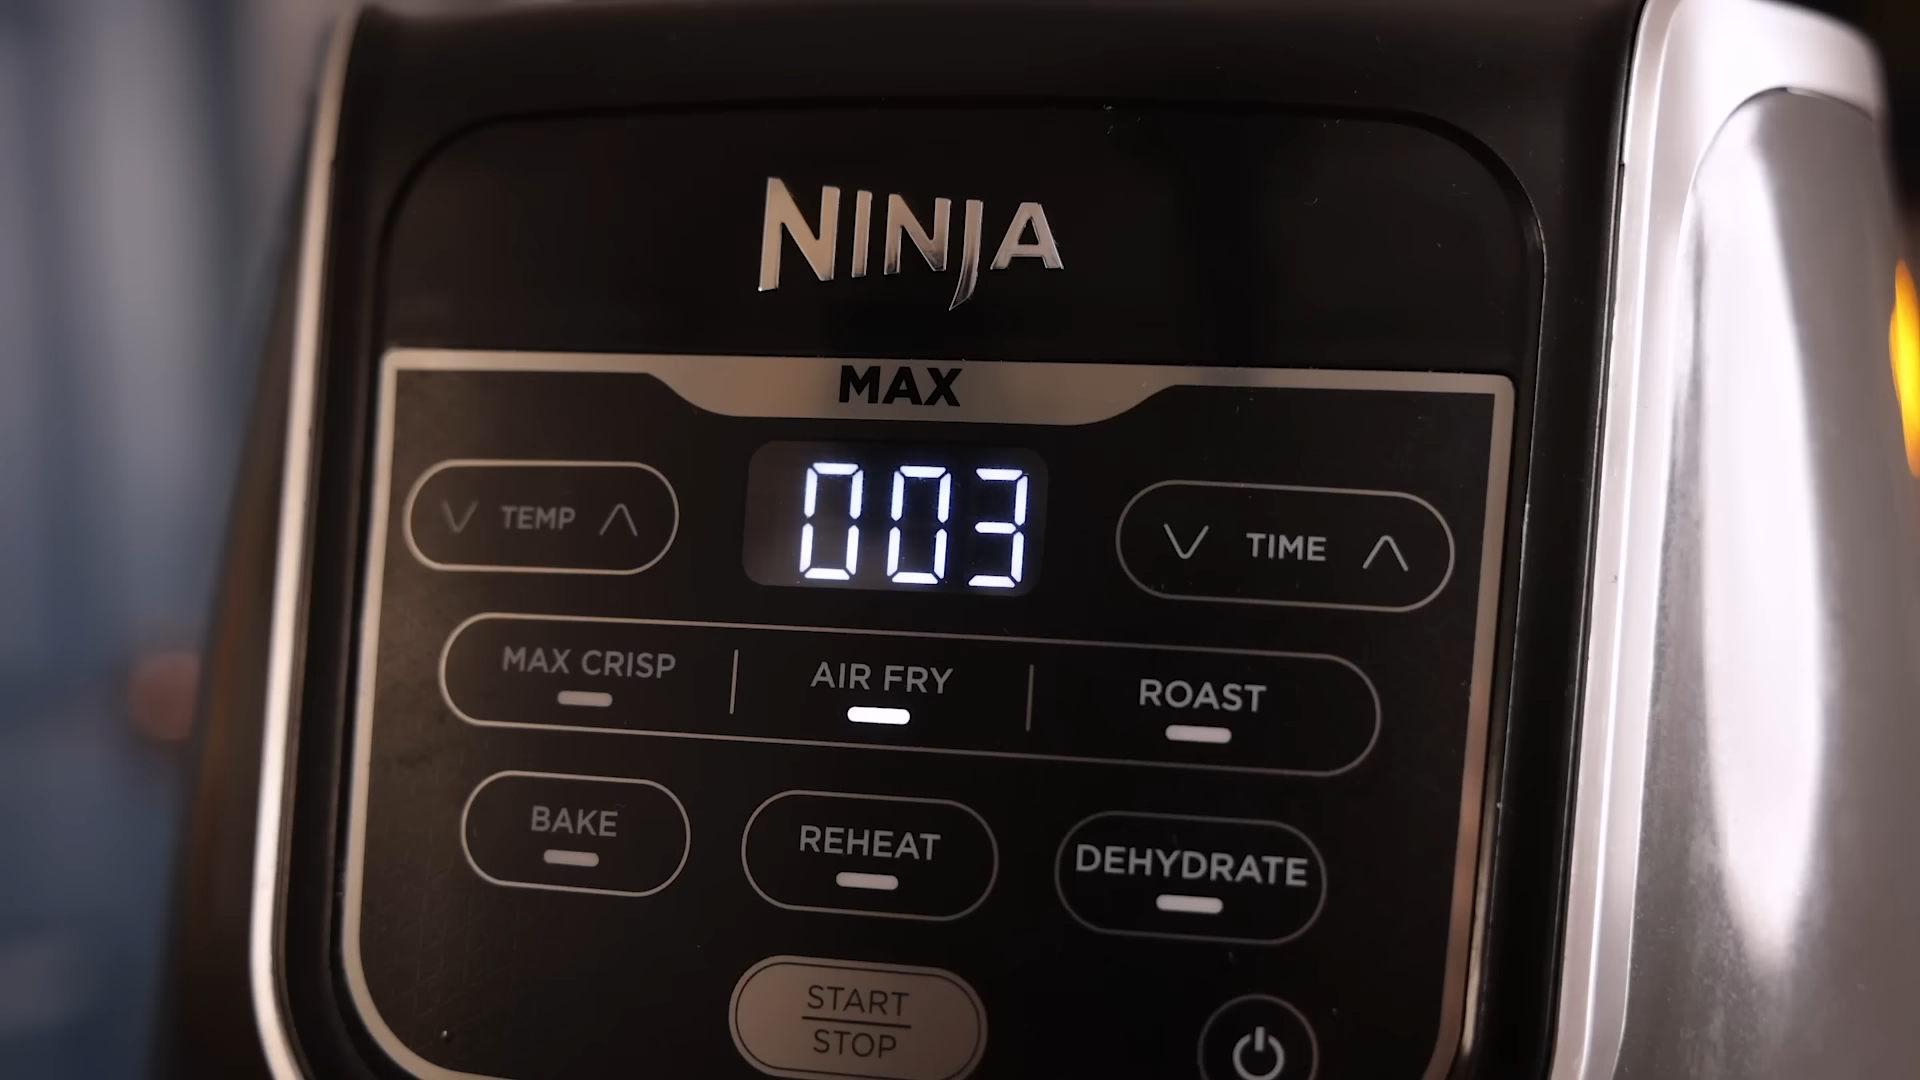 NINJA
MAX
TEMP
003
TIME
MAX CRISP
AIR FRY
ROAST
BAKE
REHEAT
DEHYDRATE
START
STOP